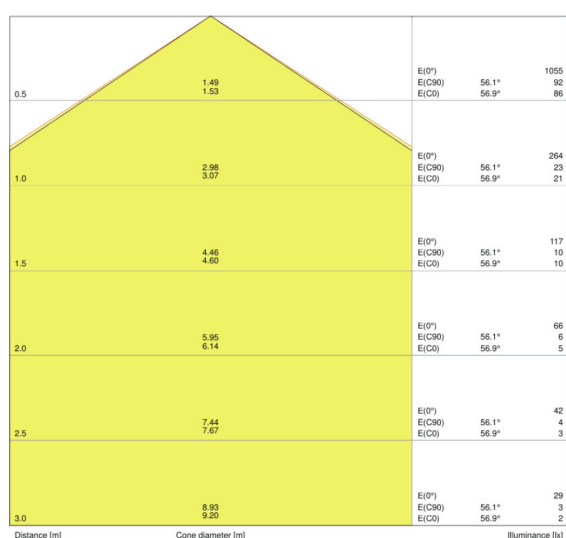 E(0°) 1055
1.49 E(C90) 56.1° 92
0.5 1.53 E(C0) 56.9° 86
E(0°) 264
2.98 E(C90) 56.1° 23
1.0 3.07 E(C0) 56.9° 21
E(0°) 117
4.46 E(C90) 56.1° 10
1.5 4.60 E(C0) 56.9° 10
E(0°) 66
5.95 E(C90) 56.1° 6
2.0 6.14 E(C0) 56.9° 5
E(0°) 42
7.44 E(C90) 56.1° 4
2.5 7.67 E(C0) 56.9° 3
E(0°) 29
8.93 E(C90) 56.1° 3
3.0 9.20 E(C0) 56.9° 2
Distance [m] Cone diameter [m] Illuminance [lx]